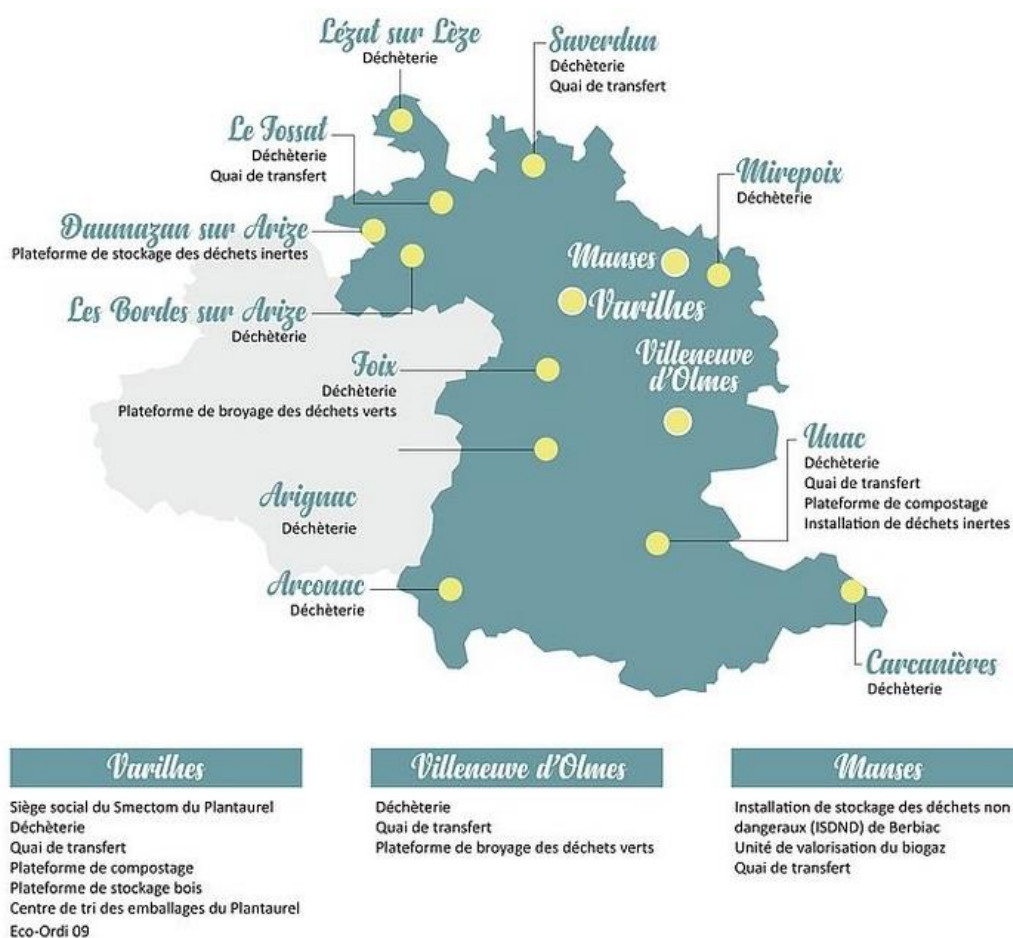 Lézat sur Lèze
Déchèterie
Saverdun
Déchèterie
Quai de transfert
Le Fossat
Déchèterie
Quai de transfert
Mirepoix
Déchèterie
Daumazan sur Arize
Plateforme de stockage des déchets inertes
Manses
Varilhes
Les Bordes sur Arize
Déchèterie
Villeneuve
d'Olmes
Foix
Déchèterie
Plateforme de broyage des déchets verts
Unac
Déchèterie
Quai de transfert
Plateforme de compostage
Installation de déchets inertes
Arignac
Déchèterie
Arconac
Déchèterie
Carcanières
Déchèterie
Varilhes
Siège social du Smectom du Plantaurel
Déchèterie
Quai de transfert
Plateforme de compostage
Plateforme de stockage bois
Centre de tri des emballages du Plantaurel
Eco-Ordi 09
Villeneuve d'Olmes
Déchèterie
Quai de transfert
Plateforme de broyage des déchets verts
Manses
Installation de stockage des déchets non
dangeraux (ISDND) de Berbiac
Unité de valorisation du biogaz
Quai de transfert